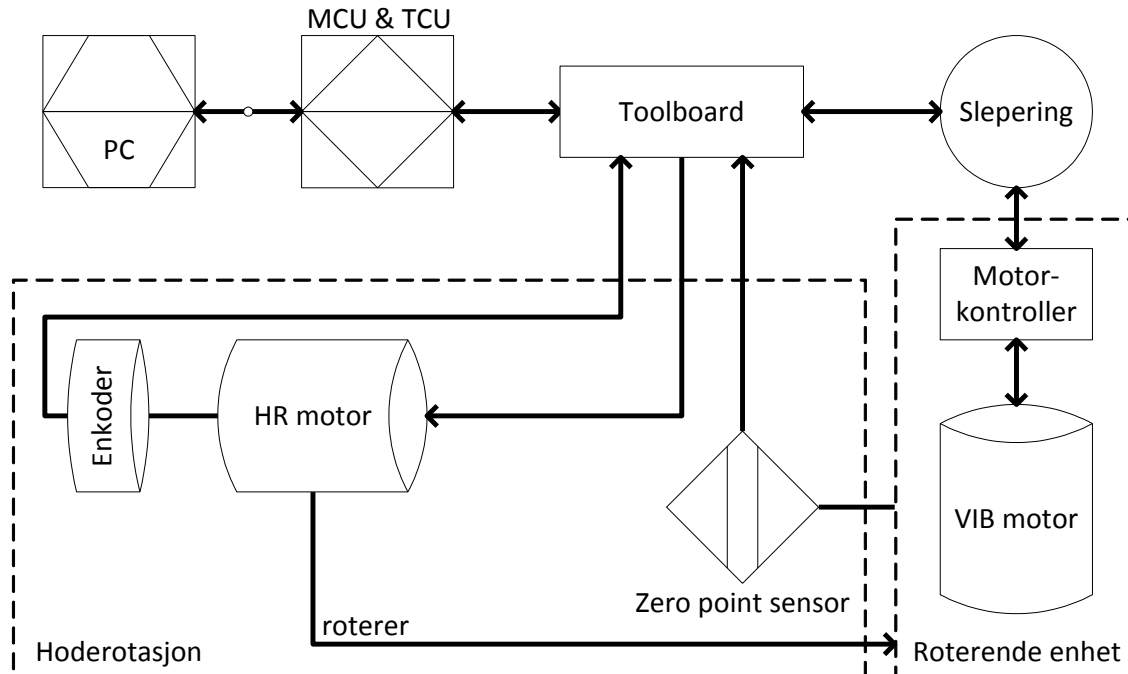 MCU & TCU
PC
Toolboard
Slepering
Motor-
kontroller
Enkoder
HR motor
VIB motor
Zero point sensor
roterer
Hoderotasjon
Roterende enhet